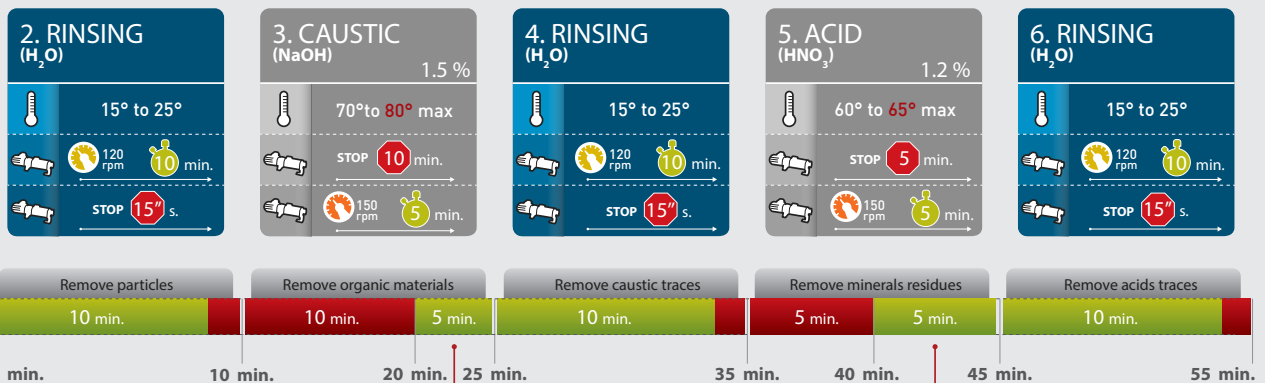 2. RINSING
(H₂O)
15° to 25°
120 rpm 10 min.
STOP 15” s.
3. CAUSTIC
(NaOH)
1.5 %
70°to 80° max
STOP 10 min.
150 rpm 5 min.
4. RINSING
(H₂O)
15° to 25°
120 rpm 10 min.
STOP 15” s.
5. ACID
(HNO₃)
1.2 %
60° to 65° max
STOP 5 min.
150 rpm 5 min.
6. RINSING
(H₂O)
15° to 25°
120 rpm 10 min.
STOP 15” s.
Remove particles Remove organic materials Remove caustic traces Remove minerals residues Remove acids traces
10 min. 10 min. 5 min. 10 min. 5 min. 5 min. 10 min.
min. 10 min. 20 min. 25 min. 35 min. 40 min. 45 min. 55 min.